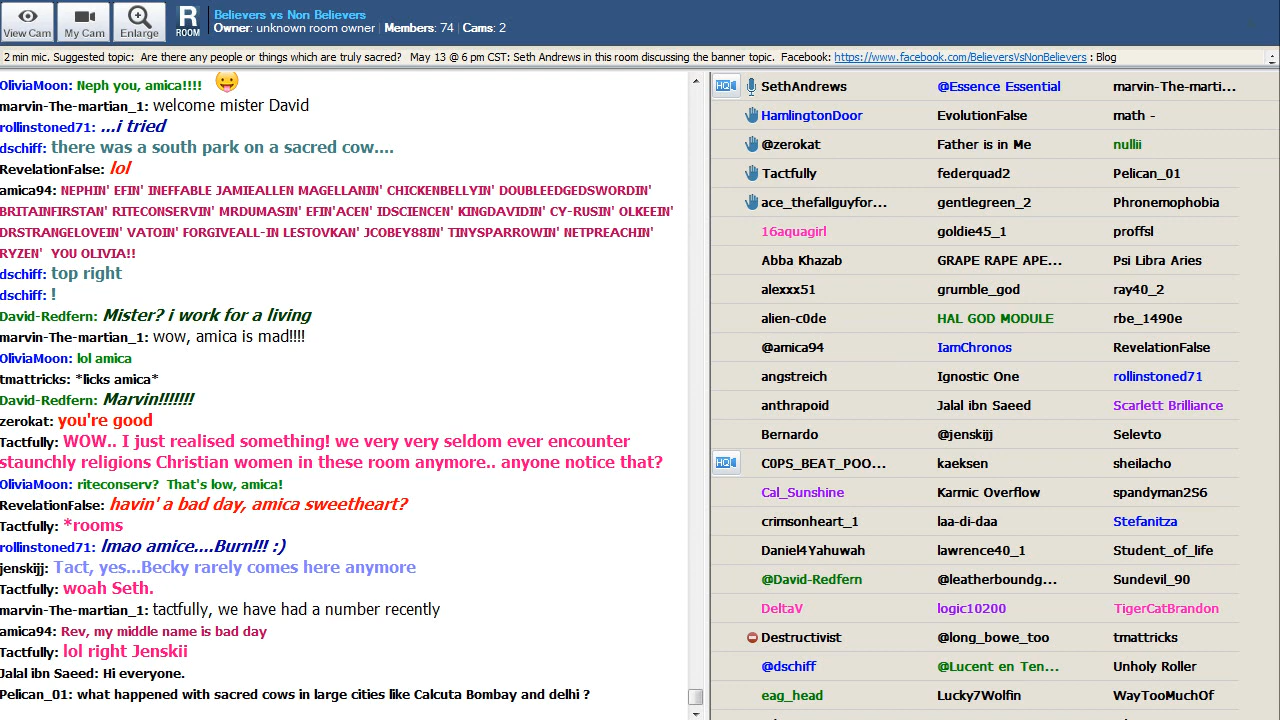 View Cam
My Cam
Enlarge
R
ROOM
Believers vs Non Believers
Owner: unknown room owner | Members: 74 | Cams: 2
2 min mic. Suggested topic: Are there any people or things which are truly sacred? May 13 @ 6 pm CST: Seth Andrews in this room discussing the banner topic. Facebook: https://www.facebook.com/BelieversVsNonBelievers : Blog
OliviaMoon: Neph you, amica!!!!
marvin-The-martian_1: welcome mister David
rollinstoned71: ...i tried
dschiff: there was a south park on a sacred cow....
RevelationFalse: lol
amica94: NEPHIN' EFIN' INEFFABLE JAMIEALLEN MAGELLANIN' CHICKENBELLYIN' DOUBLEEDGEDSWORDIN'
BRITAINFIRSTAN' RITECONSERVIN' MRDUMASIN' EFIN'ACEN' IDSCIENCEN' KINGDAVIDIN' CY-RUSIN' OLKEEIN'
DRSTRANGELOVEIN' VATOIN' FORGIVEALL-IN LESTOVKAN' JCOBEY88IN' TINYSPARROWIN' NETPREACHIN'
RYZEN' YOU OLIVIA!!
dschiff: top right
dschiff: !
David-Redfern: Mister? i work for a living
marvin-The-martian_1: wow, amica is mad!!!!
OliviaMoon: lol amica
tmattricks: *licks amica*
David-Redfern: Marvin!!!!!!!
zerokat: you're good
Tactfully: WOW.. I just realised something! we very very seldom ever encounter
staunchly religions Christian women in these room anymore.. anyone notice that?
OliviaMoon: riteconserv? That's low, amica!
RevelationFalse: havin' a bad day, amica sweetheart?
Tactfully: *rooms
rollinstoned71: lmao amice....Burn!!! :)
jenskijj: Tact, yes...Becky rarely comes here anymore
Tactfully: woah Seth.
marvin-The-martian_1: tactfully, we have had a number recently
amica94: Rev, my middle name is bad day
Tactfully: lol right Jenskii
Jalal ibn Saeed: Hi everyone.
Pelican_01: what happened with sacred cows in large cities like Calcuta Bombay and delhi ?
HQ SethAndrews @Essence Essential marvin-The-marti...
HamlingtonDoor EvolutionFalse math -
@zerokat Father is in Me nullii
Tactfully federquad2 Pelican_01
ace_thefallguyfor... gentlegreen_2 Phronemophobia
16aquagirl goldie45_1 proffsl
Abba Khazab GRAPE RAPE APE... Psi Libra Aries
alexxx51 grumble_god ray40_2
alien-c0de HAL GOD MODULE rbe_1490e
@amica94 IamChronos RevelationFalse
angstreich Ignostic One rollinstoned71
anthrapoid Jalal ibn Saeed Scarlett Brilliance
Bernardo @jenskijj Selevto
HQ C0PS_BEAT_POO... kaeksen sheilacho
Cal_Sunshine Karmic Overflow spandyman2S6
crimsonheart_1 laa-di-daa Stefanitza
Daniel4Yahuwah lawrence40_1 Student_of_life
@David-Redfern @leatherboundg... Sundevil_90
DeltaV logic10200 TigerCatBrandon
Destructivist @long_bowe_too tmattricks
@dschiff @Lucent en Ten... Unholy Roller
eag_head Lucky7Wolfin WayTooMuchOf